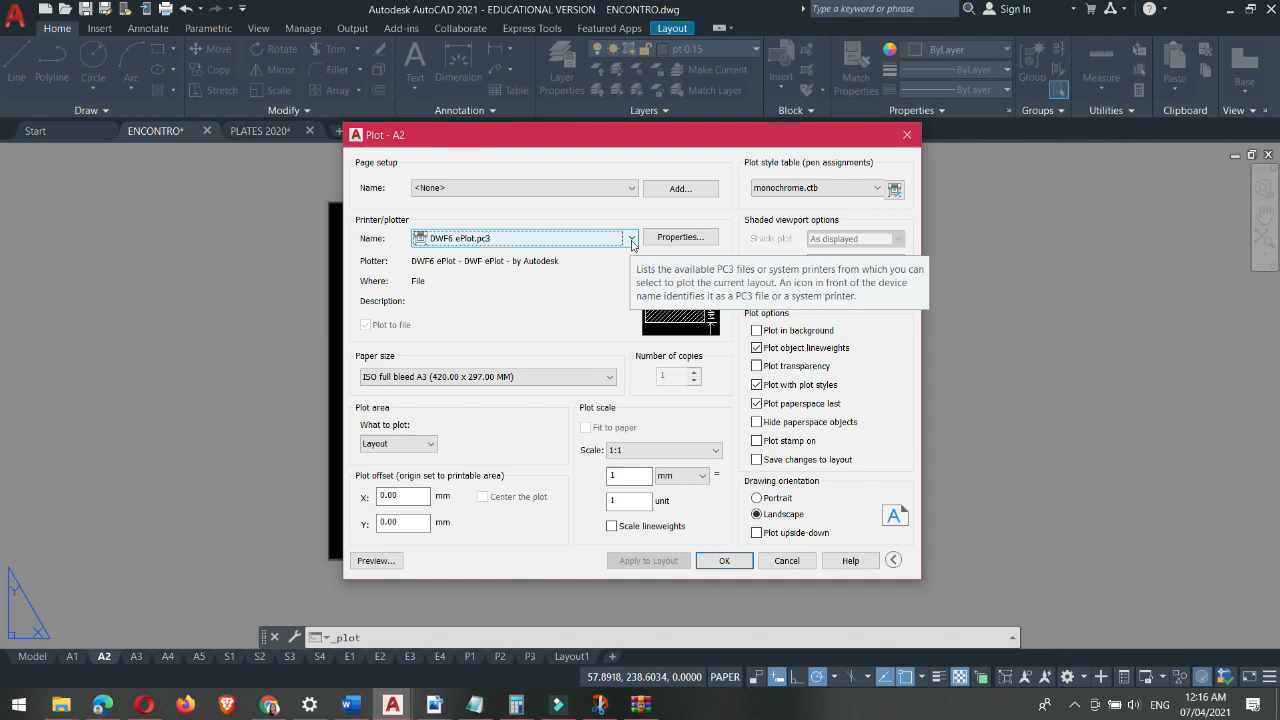 Autodesk AutoCAD 2021 - EDUCATIONAL VERSION ENCONTRO.dwg
Type a keyword or phrase
Sign In
Home Insert Annotate Parametric View Manage Output Add-ins Collaborate Express Tools Featured Apps Layout
Line Polyline Circle Arc
Move Rotate Trim
Copy Mirror Fillet
Stretch Scale Array
Text Dimension Table
Layer Properties
pt 0.15
Make Current
Match Layer
Insert
Match Properties
ByLayer
ByLayer
ByLayer
Group
Measure
Paste
Base
Draw Modify Annotation Layers Block Properties Groups Utilities Clipboard View
Start ENCONTRO* PLATES 2020*
Plot - A2
Page setup
Name: <None> Add...
Plot style table (pen assignments)
monochrome.ctb
Printer/plotter
Name: DWF6 ePlot.pc3 Properties...
Plotter: DWF6 ePlot - DWF ePlot - by Autodesk
Where: File
Description:
Plot to file
Shaded viewport options
Shade plot As displayed
Lists the available PC3 files or system printers from which you can
select to plot the current layout. An icon in front of the device
name identifies it as a PC3 file or a system printer.
Paper size
ISO full bleed A3 (420.00 x 297.00 MM)
Number of copies
1
Plot area
What to plot:
Layout
Plot scale
Fit to paper
Scale: 1:1
1 mm =
1 unit
Scale lineweights
Plot offset (origin set to printable area)
X: 0.00 mm Center the plot
Y: 0.00 mm
Plot options
Plot in background
Plot object lineweights
Plot transparency
Plot with plot styles
Plot paperspace last
Hide paperspace objects
Plot stamp on
Save changes to layout
Drawing orientation
Portrait
Landscape
Plot upside-down
A
Preview... Apply to Layout OK Cancel Help
Y
X
_plot
Model A1 A2 A3 A4 A5 S1 S2 S3 S4 E1 E2 E3 E4 P1 P2 P3 Layout1
57.8918, 238.6034, 0.0000 PAPER
ENG
12:16 AM
07/04/2021